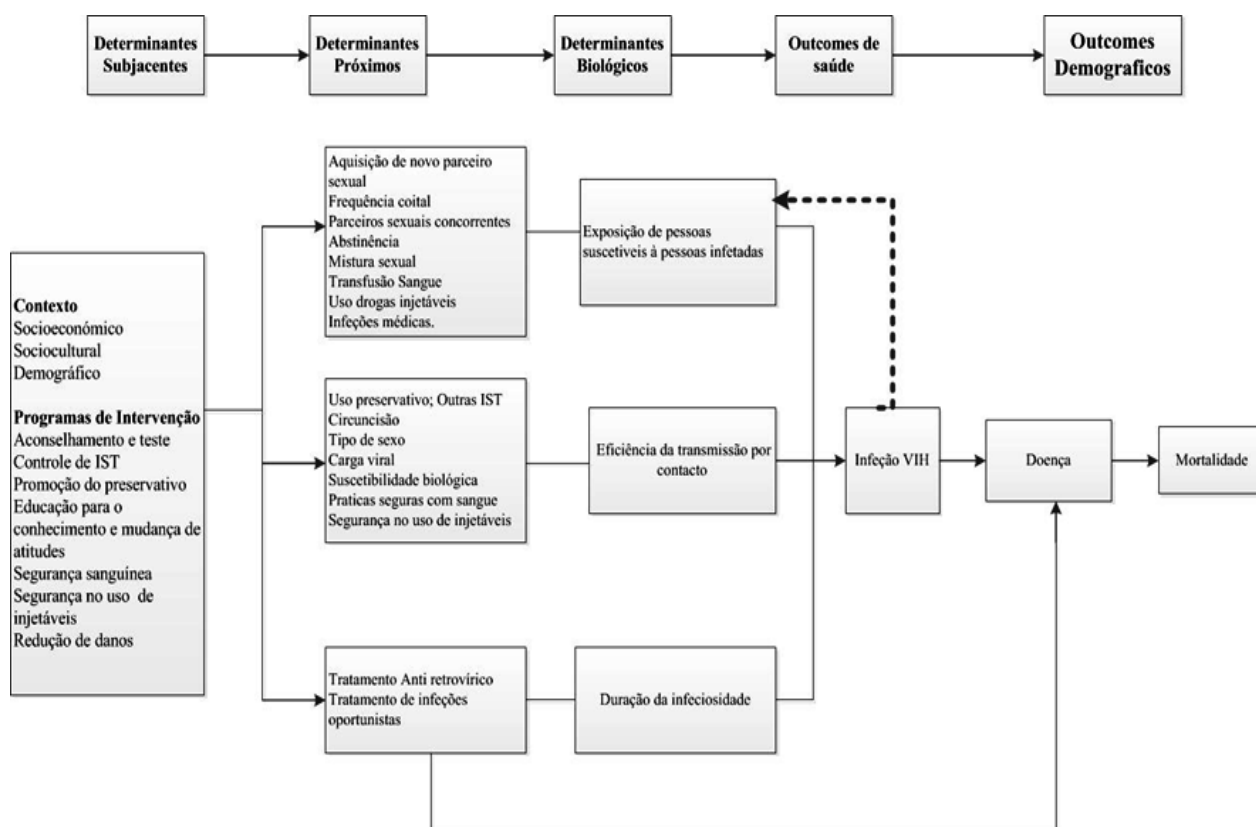 Determinantes
Subjacentes
Determinantes
Próximos
Determinantes
Biológicos
Outcomes de
saúde
Outcomes
Demograficos
Contexto
Socioeconómico
Sociocultural
Demográfico
Programas de Intervenção
Aconselhamento e teste
Controle de IST
Promoção do preservativo
Educação para o
conhecimento e mudança de
atitudes
Segurança sanguínea
Segurança no uso de
injetáveis
Redução de danos
Aquisição de novo parceiro
sexual
Frequência coital
Parceiros sexuais concorrentes
Abstinência
Mistura sexual
Transfusão Sangue
Uso drogas injetáveis
Infeções médicas.
Exposição de pessoas
suscetiveis à pessoas infetadas
Uso preservativo; Outras IST
Circuncisão
Tipo de sexo
Carga viral
Suscetibilidade biológica
Praticas seguras com sangue
Segurança no uso de injetáveis
Eficiência da transmissão por
contacto
Infeção VIH
Doença
Mortalidade
Tratamento Anti retrovírico
Tratamento de infeções
oportunistas
Duração da infeciosidade